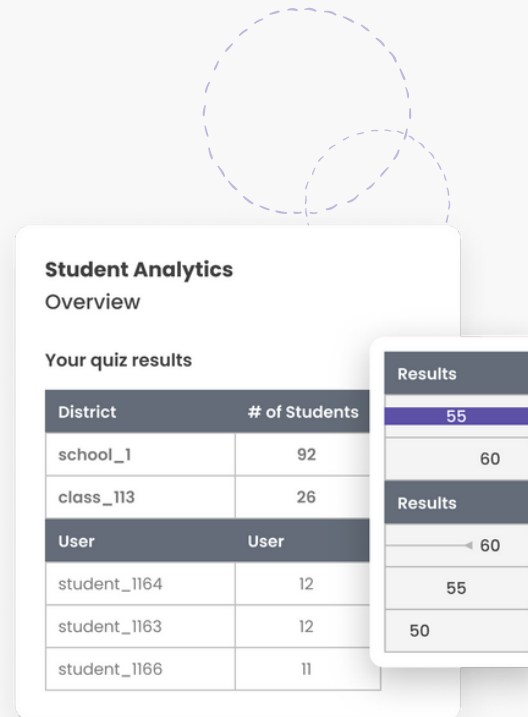 Student Analytics
Overview
Your quiz results
District # of Students
school_1 92
class_113 26
User User
student_1164 12
student_1163 12
student_1166 11
Results
55
60
Results
60
55
50